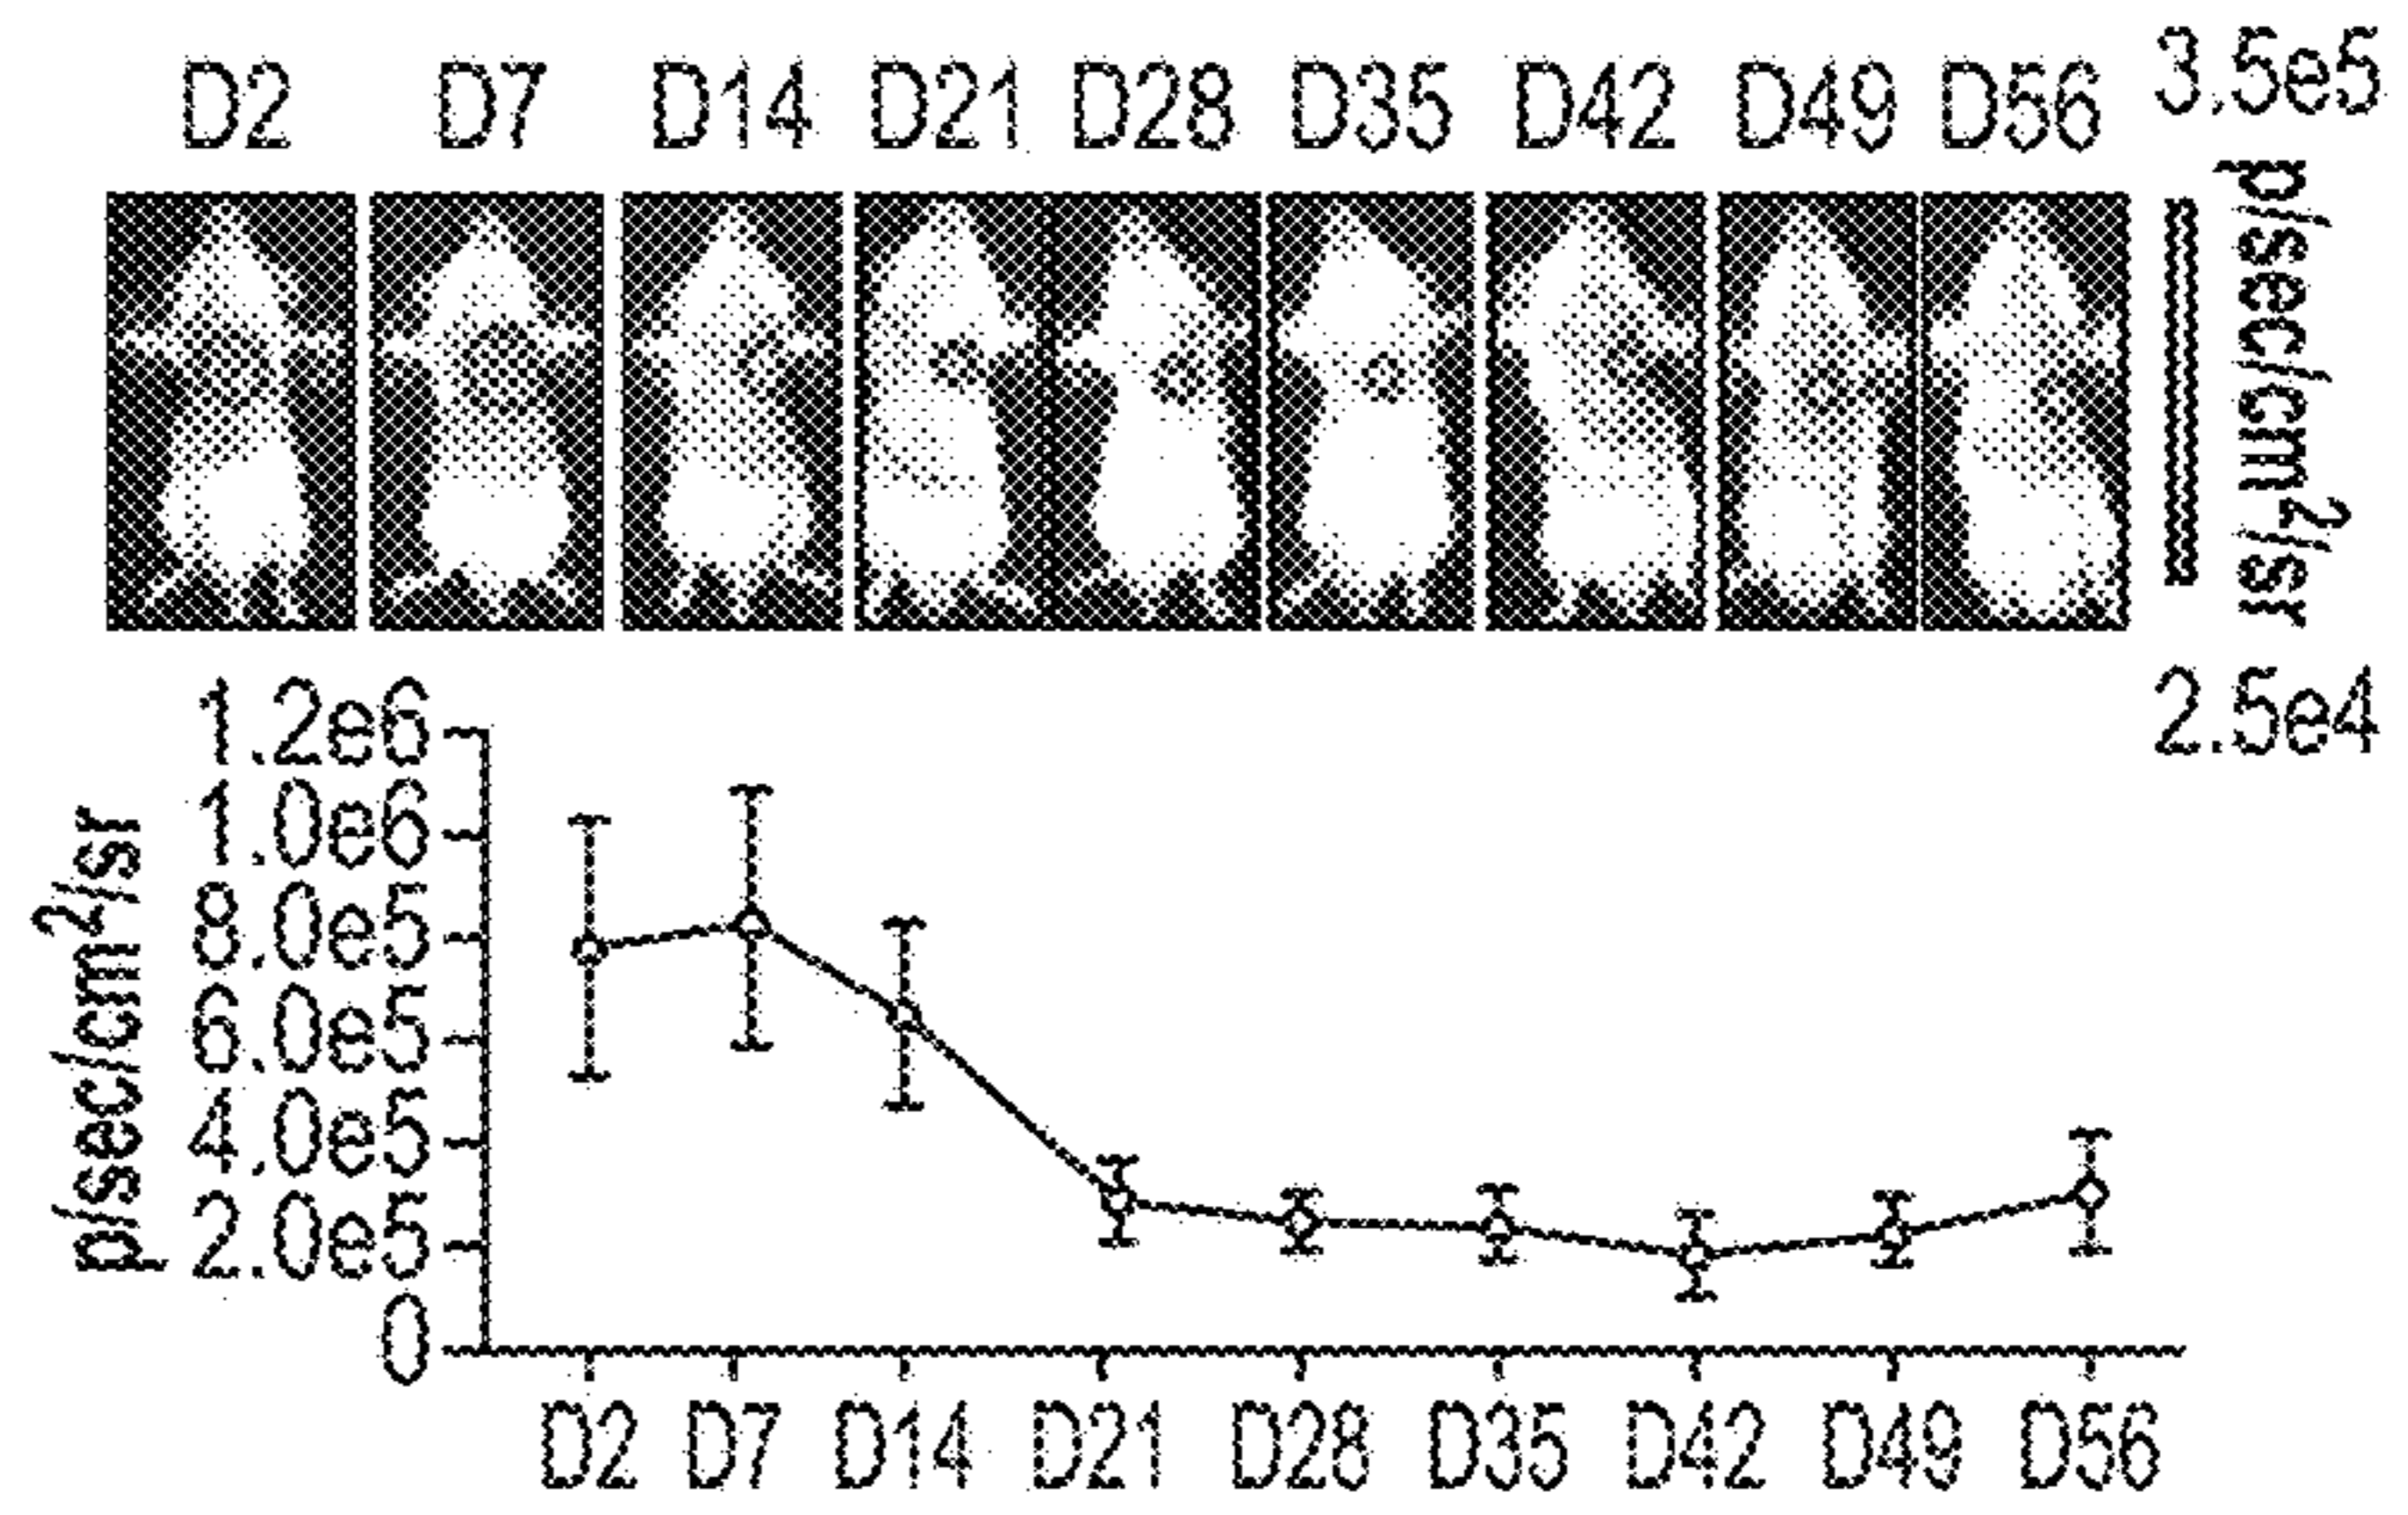 D2 D7 D14 D21 D28 D35 D42 D49 D56
3.5e5
p/sec/cm²/sr
2.5e4
p/sec/cm²/sr
1.2e6
1.0e6
8.0e5
6.0e5
4.0e5
2.0e5
0
D2 D7 D14 D21 D28 D35 D42 D49 D56